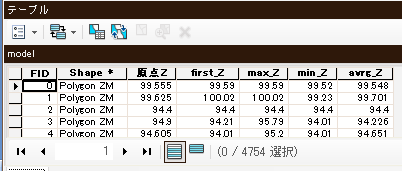 テーブル
model
FID Shape * 原点Z first_Z max_Z min_Z avrg_Z
0 Polygon ZM 99.555 99.59 99.59 99.52 99.548
1 Polygon ZM 99.625 100.02 100.02 99.23 99.701
2 Polygon ZM 94.4 94.4 94.4 94.4 94.4
3 Polygon ZM 94.9 94.21 95.79 94.01 94.226
4 Polygon ZM 94.605 94.01 95.2 94.01 94.651
1 (0 / 4754 選択)